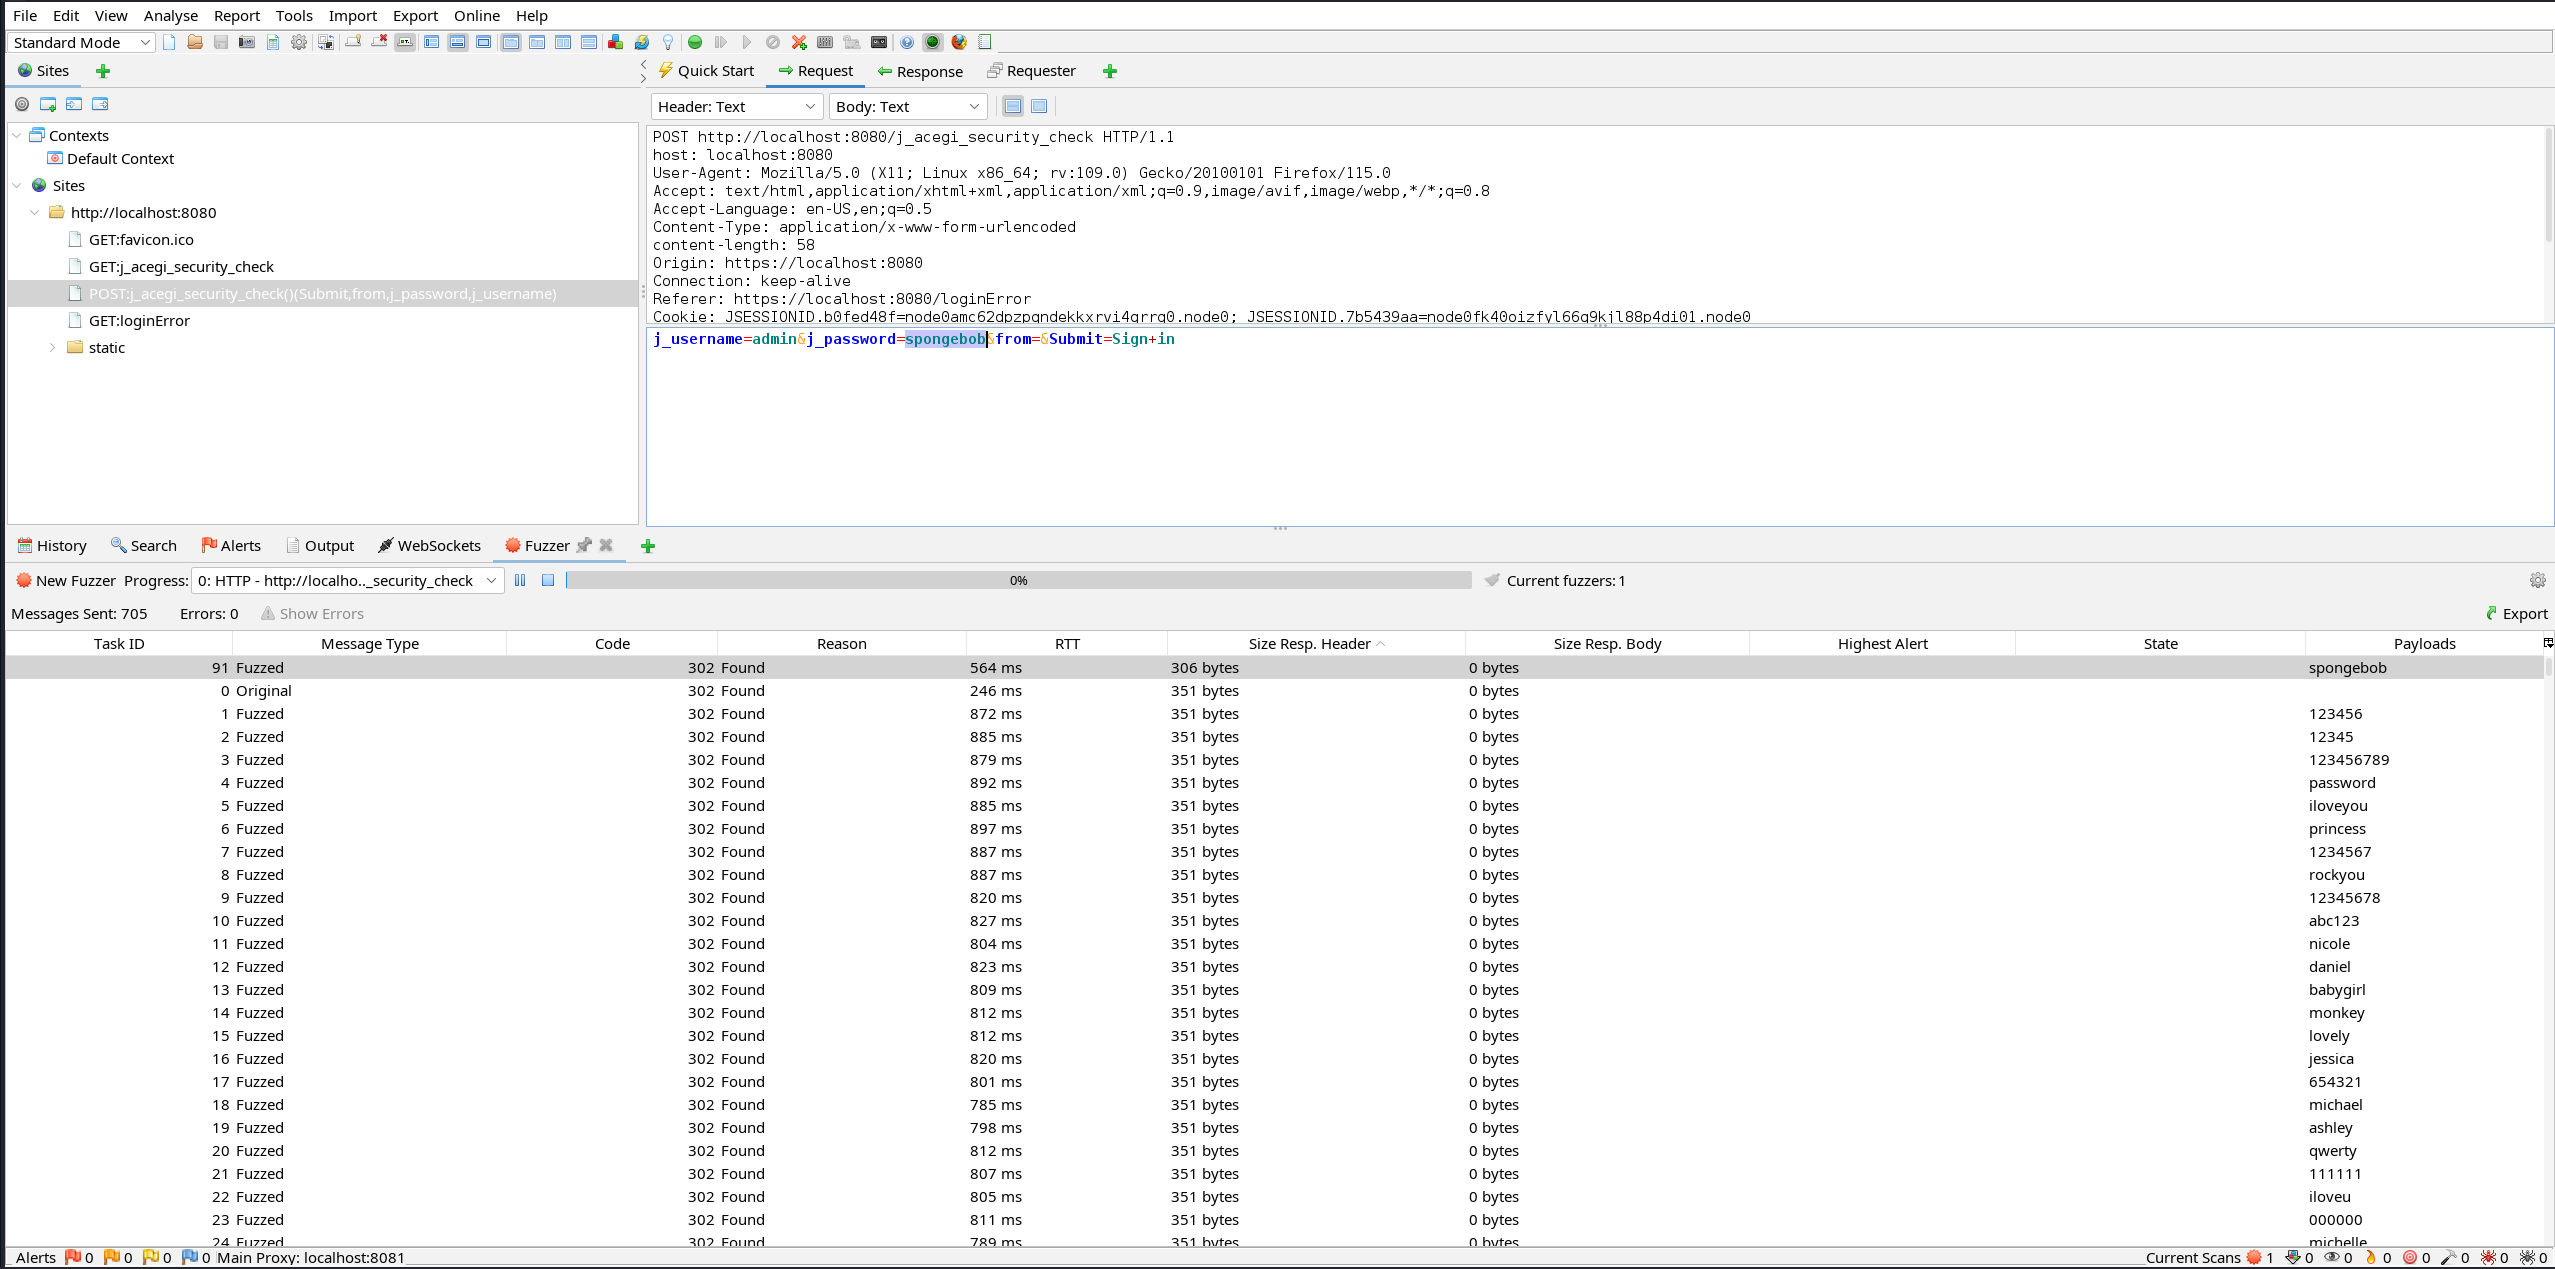 File Edit View Analyse Report Tools Import Export Online Help
Standard Mode
Sites
Quick Start Request Response Requester
Header: Text Body: Text
Contexts
Default Context
Sites
http://localhost:8080
GET:favicon.ico
GET:j_acegi_security_check
POST:j_acegi_security_check()(Submit,from,j_password,j_username)
GET:loginError
static
POST http://localhost:8080/j_acegi_security_check HTTP/1.1
host: localhost:8080
User-Agent: Mozilla/5.0 (X11; Linux x86_64; rv:109.0) Gecko/20100101 Firefox/115.0
Accept: text/html,application/xhtml+xml,application/xml;q=0.9,image/avif,image/webp,*/*;q=0.8
Accept-Language: en-US,en;q=0.5
Content-Type: application/x-www-form-urlencoded
content-length: 58
Origin: https://localhost:8080
Connection: keep-alive
Referer: https://localhost:8080/loginError
Cookie: JSESSIONID.b0fed48f=node0amc62dpzpqndekkxrvi4qrrq0.node0; JSESSIONID.7b5439aa=node0fk40oizfyl66q9kjl88p4di01.node0
j_username=admin&j_password=spongebob&from=&Submit=Sign+in
History Search Alerts Output WebSockets Fuzzer
New Fuzzer Progress: 0: HTTP - http://localho.._security_check 0% Current fuzzers: 1
Messages Sent: 705 Errors: 0 Show Errors Export
Task ID Message Type Code Reason RTT Size Resp. Header Size Resp. Body Highest Alert State Payloads
91 Fuzzed 302 Found 564 ms 306 bytes 0 bytes spongebob
0 Original 302 Found 246 ms 351 bytes 0 bytes
1 Fuzzed 302 Found 872 ms 351 bytes 0 bytes 123456
2 Fuzzed 302 Found 885 ms 351 bytes 0 bytes 12345
3 Fuzzed 302 Found 879 ms 351 bytes 0 bytes 123456789
4 Fuzzed 302 Found 892 ms 351 bytes 0 bytes password
5 Fuzzed 302 Found 885 ms 351 bytes 0 bytes iloveyou
6 Fuzzed 302 Found 897 ms 351 bytes 0 bytes princess
7 Fuzzed 302 Found 887 ms 351 bytes 0 bytes 1234567
8 Fuzzed 302 Found 887 ms 351 bytes 0 bytes rockyou
9 Fuzzed 302 Found 820 ms 351 bytes 0 bytes 12345678
10 Fuzzed 302 Found 827 ms 351 bytes 0 bytes abc123
11 Fuzzed 302 Found 804 ms 351 bytes 0 bytes nicole
12 Fuzzed 302 Found 823 ms 351 bytes 0 bytes daniel
13 Fuzzed 302 Found 809 ms 351 bytes 0 bytes babygirl
14 Fuzzed 302 Found 812 ms 351 bytes 0 bytes monkey
15 Fuzzed 302 Found 812 ms 351 bytes 0 bytes lovely
16 Fuzzed 302 Found 820 ms 351 bytes 0 bytes jessica
17 Fuzzed 302 Found 801 ms 351 bytes 0 bytes 654321
18 Fuzzed 302 Found 785 ms 351 bytes 0 bytes michael
19 Fuzzed 302 Found 798 ms 351 bytes 0 bytes ashley
20 Fuzzed 302 Found 812 ms 351 bytes 0 bytes qwerty
21 Fuzzed 302 Found 807 ms 351 bytes 0 bytes 111111
22 Fuzzed 302 Found 805 ms 351 bytes 0 bytes iloveu
23 Fuzzed 302 Found 811 ms 351 bytes 0 bytes 000000
24 Fuzzed 302 Found 789 ms 351 bytes 0 bytes michelle
Alerts 0 0 0 0 Main Proxy: localhost:8081 Current Scans 1 0 0 0 0 0 0 0